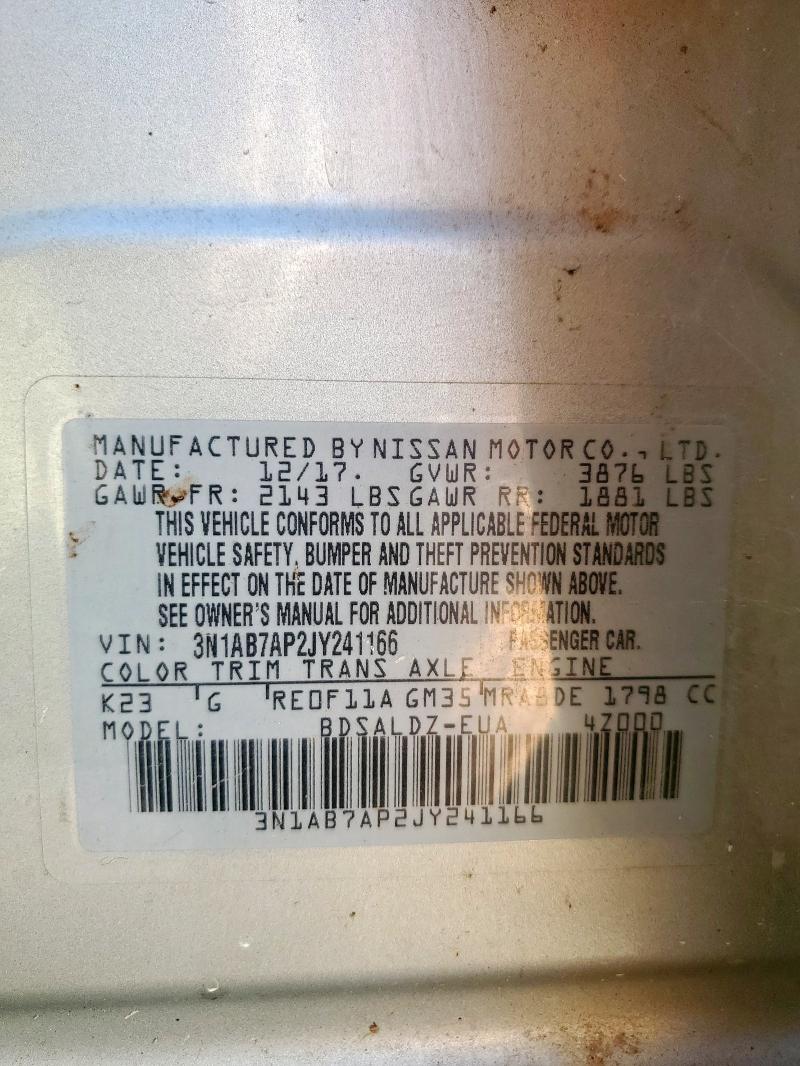 MANUFACTURED BY NISSAN MOTOR CO., LTD.
DATE: 12/17. GVWR: 3876 LBS
GAWR FR: 2143 LBS GAWR RR: 1881 LBS
THIS VEHICLE CONFORMS TO ALL APPLICABLE FEDERAL MOTOR
VEHICLE SAFETY, BUMPER AND THEFT PREVENTION STANDARDS
IN EFFECT ON THE DATE OF MANUFACTURE SHOWN ABOVE.
SEE OWNER'S MANUAL FOR ADDITIONAL INFORMATION.
VIN: 3N1AB7AP2JY241166 PASSENGER CAR.
COLOR TRIM TRANS AXLE ENGINE
K23 G RE0F11A GM35 MRA8DE 1798 CC
MODEL: BDSALDZ-EUA 4Z000
3N1AB7AP2JY241166